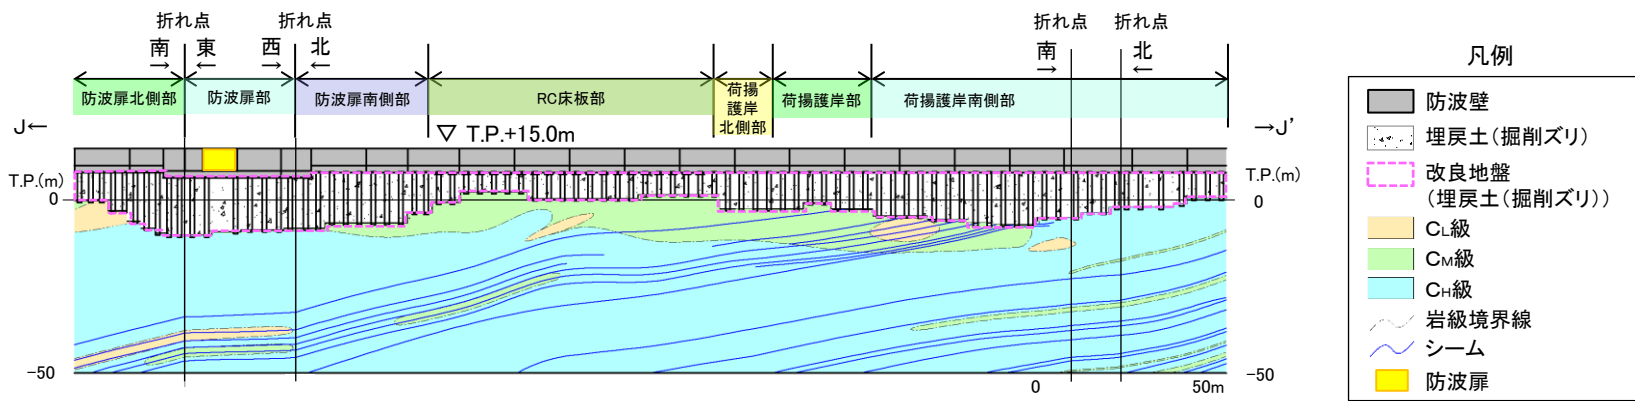 折れ点
折れ点
折れ点
折れ点
南
東
西
北
南
北
→
←
→
←
→
←
防波扉北側部
防波扉部
防波扉南側部
RC床板部
荷揚
護岸
北側部
荷揚護岸部
荷揚護岸南側部
J←
▽ T.P.+15.0m
→J’
T.P.(m)
T.P.(m)
0
0
-50
-50
0
50m
凡例
防波壁
埋戻土(掘削ズリ)
改良地盤
(埋戻土(掘削ズリ))
CL級
CM級
CH級
岩級境界線
シーム
防波扉